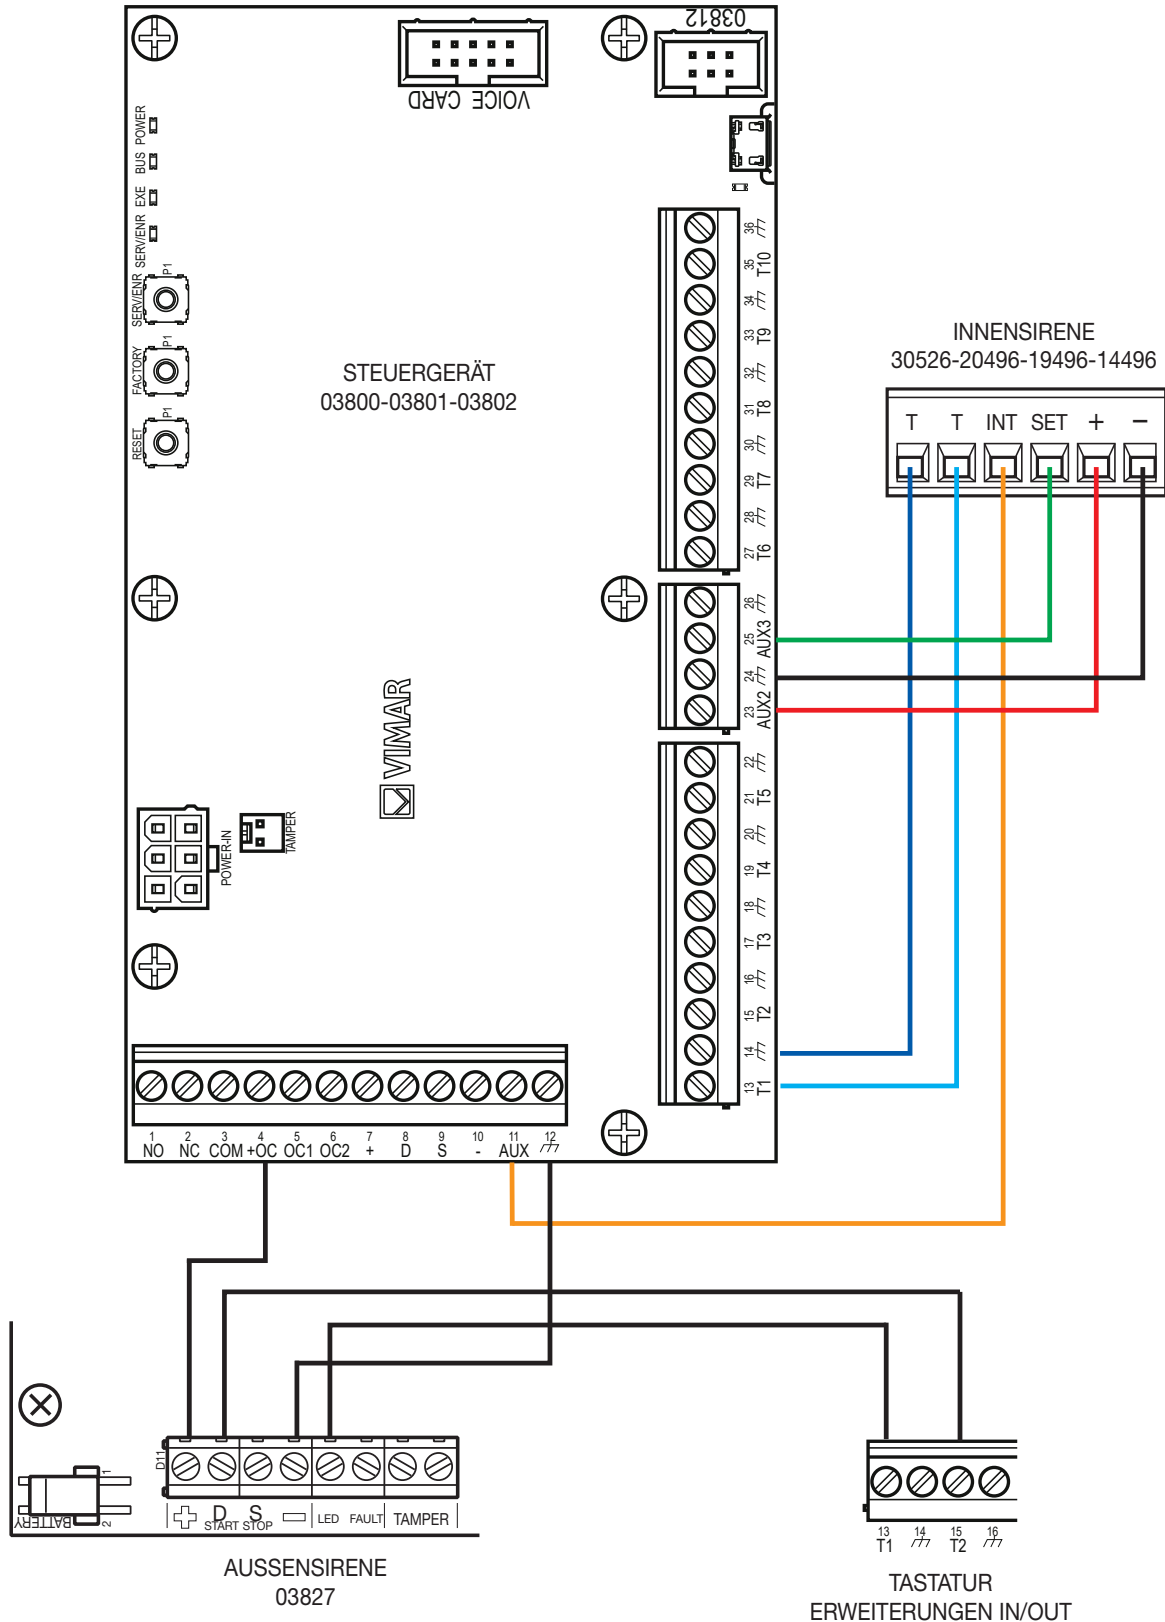 03812
VOICE CARD
POWER
BUS
EXE
SERV/ENR
SERV/ENR
P1
FACTORY
P1
RESET
P1
STEUERGERÄT
03800-03801-03802
36
35 T10
34
33 T9
32
31 T8
30
29 T7
28
27 T6
26
25 AUX3
24
23 AUX2
22
21 T5
20
19 T4
18
17 T3
16
15 T2
14
13 T1
INNENSIRENE
30526-20496-19496-14496
T T INT SET + −
VIMAR
POWER-IN
TAMPER
1 2 3 4 5 6 7 8 9 10 11 12
NO NC COM +OC OC1 OC2 + D S - AUX
D11
BATTERY
1
2
D S LED FAULT TAMPER
START STOP
AUSSENSIRENE
03827
13 14 15 16
T1 T2
TASTATUR
ERWEITERUNGEN IN/OUT